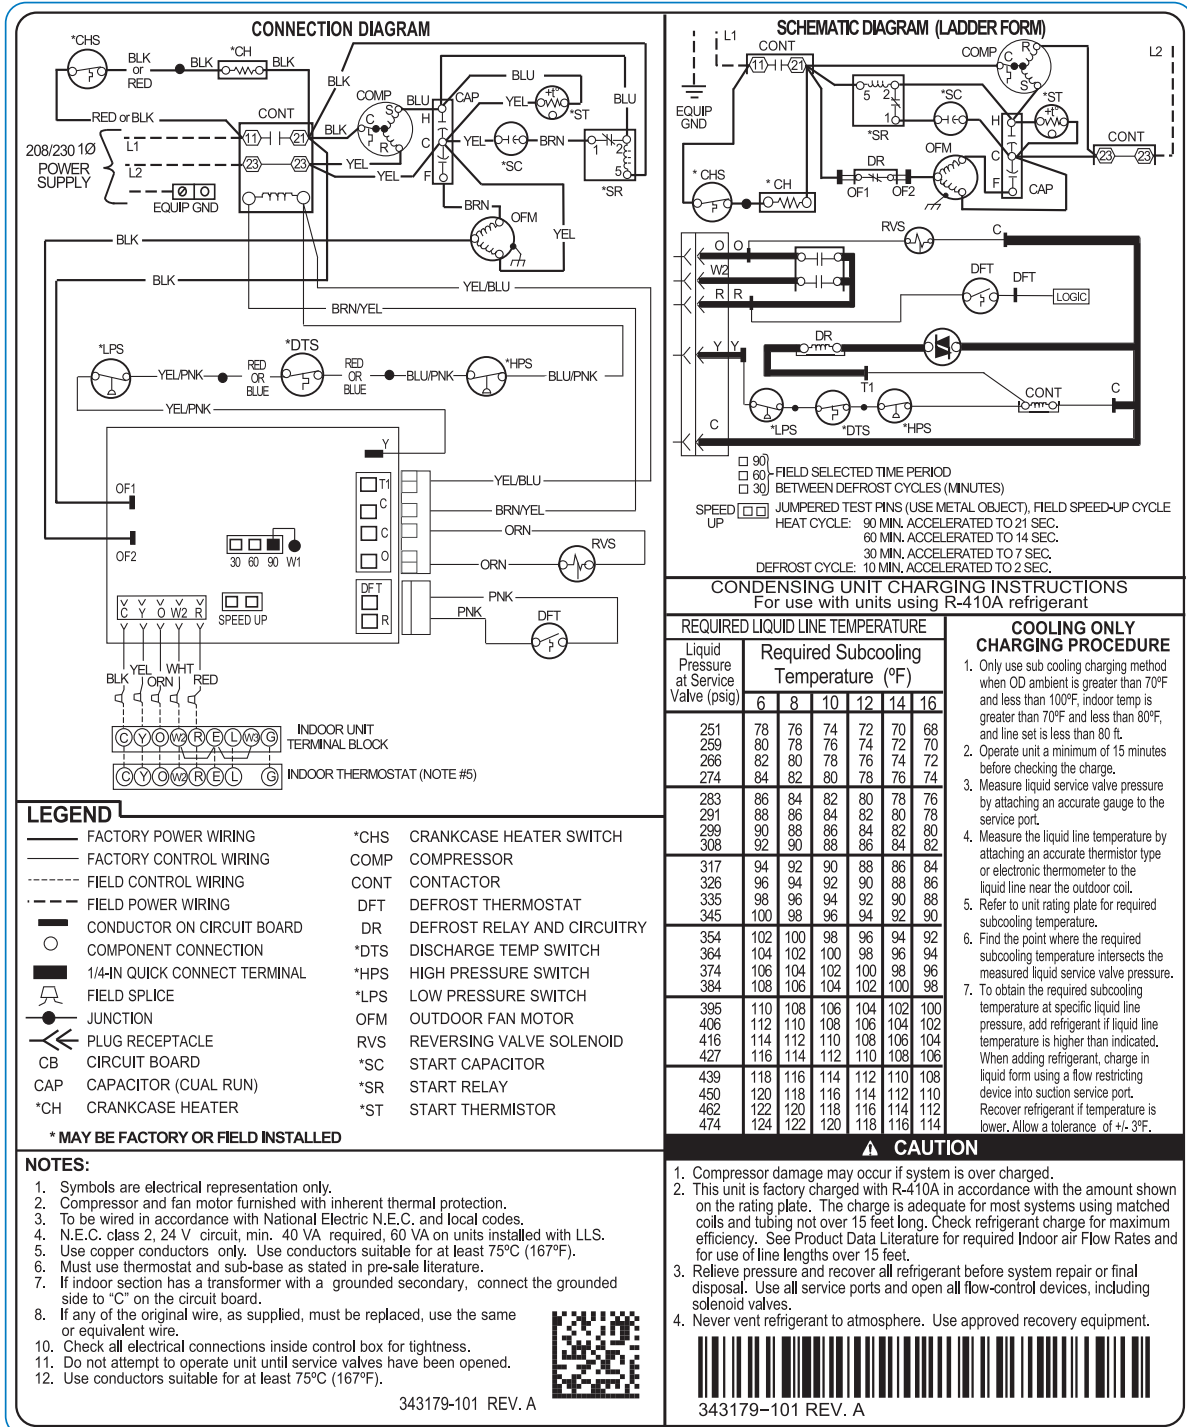 CONNECTION DIAGRAM
*CHS
BLK
or
RED
BLK
*CH
BLK
BLK
COMP
BLU
CAP
BLU
YEL
*ST
BLU
RED or BLK
CONT
11
21
BLK
C
S
R
H
C
F
YEL
BRN
*SC
1
2
5
*SR
208/230 1Ø
POWER
SUPPLY
L1
L2
23
23
YEL
YEL
EQUIP GND
BRN
OFM
YEL
BLK
BLK
YEL/BLU
BRN/YEL
*LPS
YEL/PNK
RED
OR
BLUE
*DTS
RED
OR
BLUE
BLU/PNK
*HPS
BLU/PNK
YEL/PNK
Y
OF1
OF2
T1
C
C
O
YEL/BLU
BRN/YEL
ORN
ORN
RVS
30 60 90 W1
DFT
R
PNK
PNK
DFT
C Y O W2 R
SPEED UP
BLK
YEL
ORN
WHT
RED
C Y O W2 R E L W3 G
INDOOR UNIT
TERMINAL BLOCK
C Y O W2 R E L G
INDOOR THERMOSTAT (NOTE #5)
LEGEND
FACTORY POWER WIRING
FACTORY CONTROL WIRING
FIELD CONTROL WIRING
FIELD POWER WIRING
CONDUCTOR ON CIRCUIT BOARD
COMPONENT CONNECTION
1/4-IN QUICK CONNECT TERMINAL
FIELD SPLICE
JUNCTION
PLUG RECEPTACLE
CB CIRCUIT BOARD
CAP CAPACITOR (CUAL RUN)
*CH CRANKCASE HEATER
*CHS CRANKCASE HEATER SWITCH
COMP COMPRESSOR
CONT CONTACTOR
DFT DEFROST THERMOSTAT
DR DEFROST RELAY AND CIRCUITRY
*DTS DISCHARGE TEMP SWITCH
*HPS HIGH PRESSURE SWITCH
*LPS LOW PRESSURE SWITCH
OFM OUTDOOR FAN MOTOR
RVS REVERSING VALVE SOLENOID
*SC START CAPACITOR
*SR START RELAY
*ST START THERMISTOR
* MAY BE FACTORY OR FIELD INSTALLED
NOTES:
1. Symbols are electrical representation only.
2. Compressor and fan motor furnished with inherent thermal protection.
3. To be wired in accordance with National Electric N.E.C. and local codes.
4. N.E.C. class 2, 24 V circuit, min. 40 VA required, 60 VA on units installed with LLS.
5. Use copper conductors only. Use conductors suitable for at least 75ºC (167ºF).
6. Must use thermostat and sub-base as stated in pre-sale literature.
7. If indoor section has a transformer with a grounded secondary, connect the grounded
side to "C" on the circuit board.
8. If any of the original wire, as supplied, must be replaced, use the same
or equivalent wire.
10. Check all electrical connections inside control box for tightness.
11. Do not attempt to operate unit until service valves have been opened.
12. Use conductors suitable for at least 75ºC (167ºF).
343179-101 REV. A
SCHEMATIC DIAGRAM (LADDER FORM)
L1
CONT
11
21
COMP
R
C
S
L2
EQUIP
GND
5
2
1
*SR
*SC
*ST
H
C
F
CAP
CONT
23
23
OFM
DR
OF1
OF2
*CHS
*CH
RVS
C
O O
W2
R R
DFT
DFT
LOGIC
DR
Y Y
T1
CONT
C
*LPS
*DTS
*HPS
C
90
60
30
FIELD SELECTED TIME PERIOD
BETWEEN DEFROST CYCLES (MINUTES)
SPEED
UP
JUMPERED TEST PINS (USE METAL OBJECT), FIELD SPEED-UP CYCLE
HEAT CYCLE: 90 MIN. ACCELERATED TO 21 SEC.
60 MIN. ACCELERATED TO 14 SEC.
30 MIN. ACCELERATED TO 7 SEC.
DEFROST CYCLE: 10 MIN. ACCELERATED TO 2 SEC.
CONDENSING UNIT CHARGING INSTRUCTIONS
For use with units using R-410A refrigerant
REQUIRED LIQUID LINE TEMPERATURE
Liquid
Pressure
at Service
Valve (psig)
Required Subcooling
Temperature (ºF)
6 8 10 12 14 16
251 78 76 74 72 70 68
259 80 78 76 74 72 70
266 82 80 78 76 74 72
274 84 82 80 78 76 74
283 86 84 82 80 78 76
291 88 86 84 82 80 78
299 90 88 86 84 82 80
308 92 90 88 86 84 82
317 94 92 90 88 86 84
326 96 94 92 90 88 86
335 98 96 94 92 90 88
345 100 98 96 94 92 90
354 102 100 98 96 94 92
364 104 102 100 98 96 94
374 106 104 102 100 98 96
384 108 106 104 102 100 98
395 110 108 106 104 102 100
406 112 110 108 106 104 102
416 114 112 110 108 106 104
427 116 114 112 110 108 106
439 118 116 114 112 110 108
450 120 118 116 114 112 110
462 122 120 118 116 114 112
474 124 122 120 118 116 114
COOLING ONLY
CHARGING PROCEDURE
1. Only use sub cooling charging method
when OD ambient is greater than 70ºF
and less than 100ºF, indoor temp is
greater than 70ºF and less than 80ºF,
and line set is less than 80 ft.
2. Operate unit a minimum of 15 minutes
before checking the charge.
3. Measure liquid service valve pressure
by attaching an accurate gauge to the
service port.
4. Measure the liquid line temperature by
attaching an accurate thermistor type
or electronic thermometer to the
liquid line near the outdoor coil.
5. Refer to unit rating plate for required
subcooling temperature.
6. Find the point where the required
subcooling temperature intersects the
measured liquid service valve pressure.
7. To obtain the required subcooling
temperature at specific liquid line
pressure, add refrigerant if liquid line
temperature is higher than indicated.
When adding refrigerant, charge in
liquid form using a flow restricting
device into suction service port.
Recover refrigerant if temperature is
lower. Allow a tolerance of +/- 3ºF.
CAUTION
1. Compressor damage may occur if system is over charged.
2. This unit is factory charged with R-410A in accordance with the amount shown
on the rating plate. The charge is adequate for most systems using matched
coils and tubing not over 15 feet long. Check refrigerant charge for maximum
efficiency. See Product Data Literature for required Indoor air Flow Rates and
for use of line lengths over 15 feet.
3. Relieve pressure and recover all refrigerant before system repair or final
disposal. Use all service ports and open all flow-control devices, including
solenoid valves.
4. Never vent refrigerant to atmosphere. Use approved recovery equipment.
343179-101 REV. A